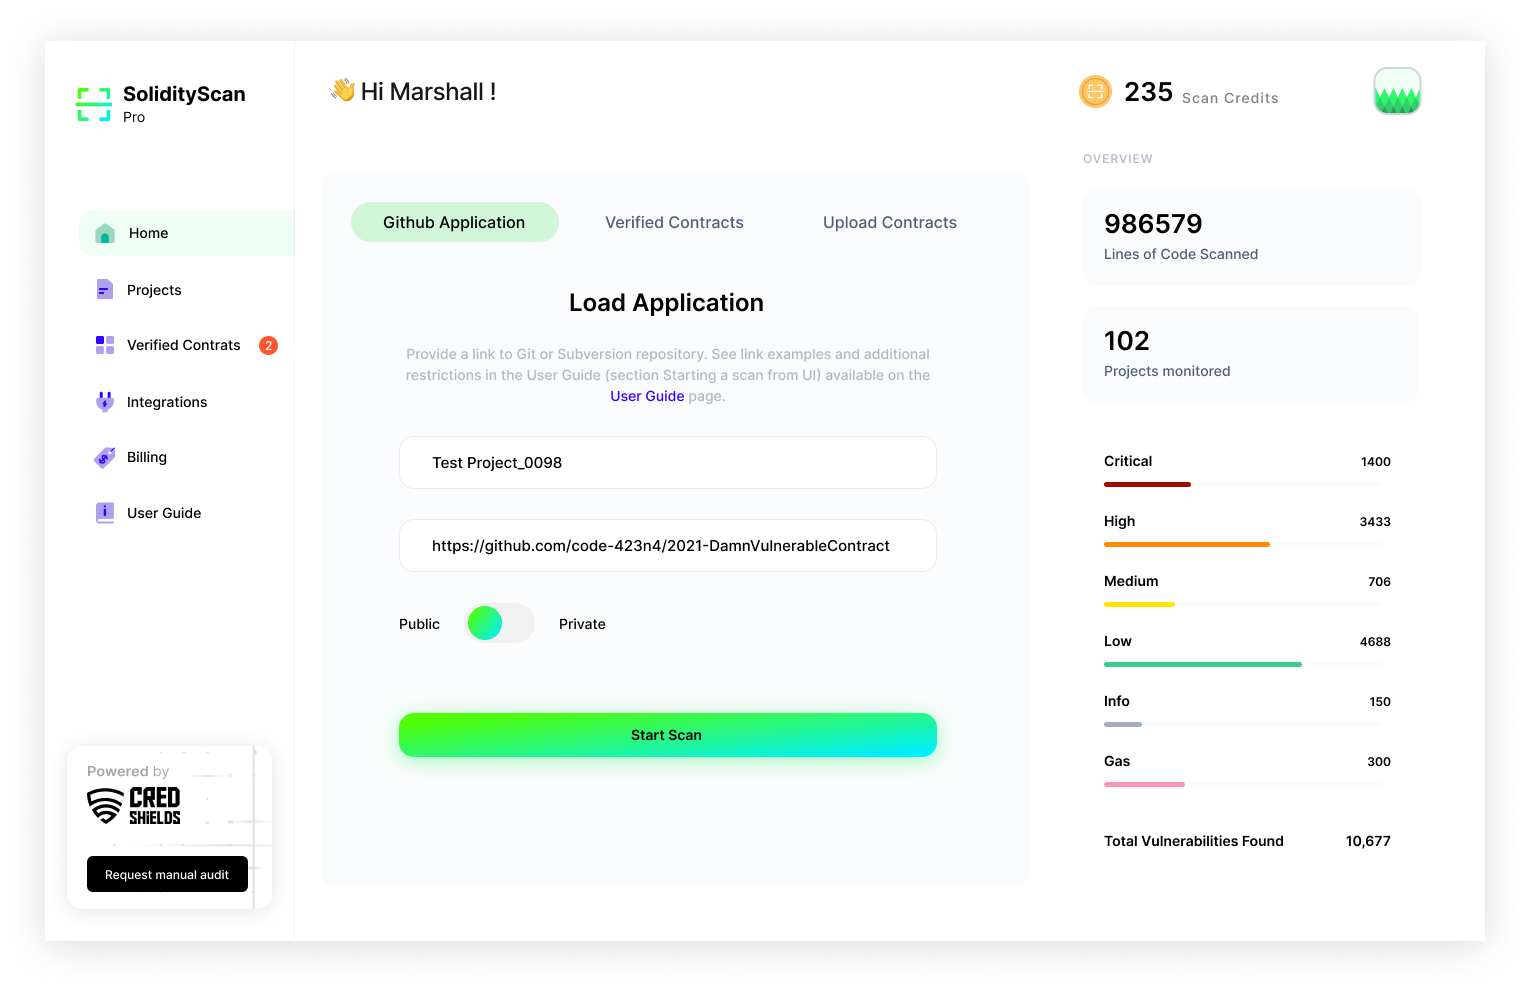 SolidityScan
Pro
Home
Projects
Verified Contrats
2
Integrations
Billing
User Guide
Powered by
CRED
SHiELDS
Request manual audit
👋 Hi Marshall !
Github Application
Verified Contracts
Upload Contracts
Load Application
Provide a link to Git or Subversion repository. See link examples and additional
restrictions in the User Guide (section Starting a scan from UI) available on the
User Guide page.
Test Project_0098
https://github.com/code-423n4/2021-DamnVulnerableContract
Public
Private
Start Scan
235 Scan Credits
OVERVIEW
986579
Lines of Code Scanned
102
Projects monitored
Critical 1400
High 3433
Medium 706
Low 4688
Info 150
Gas 300
Total Vulnerabilities Found 10,677